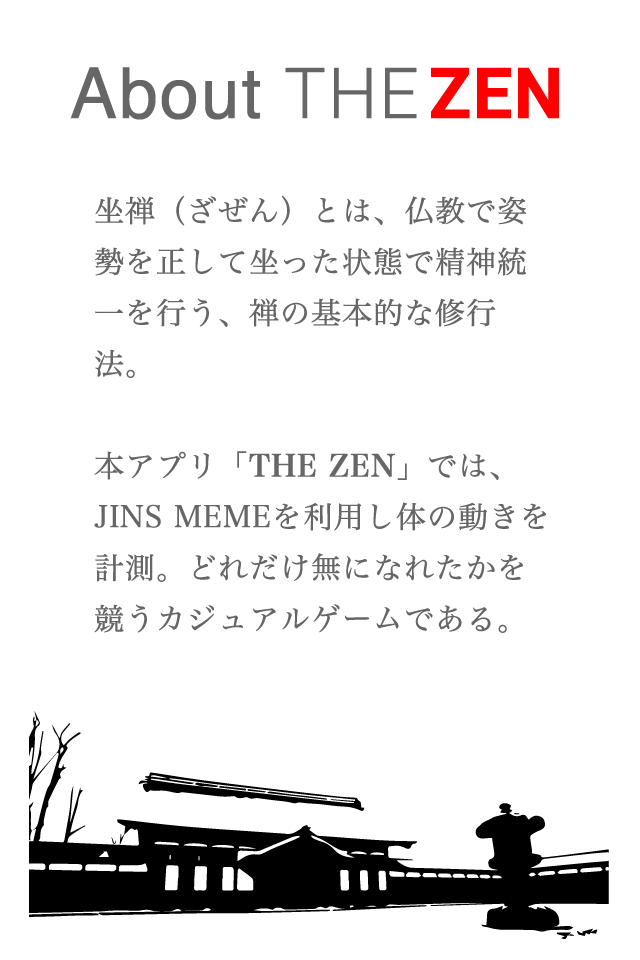 About THE ZEN
坐禅（ざぜん）とは、仏教で姿
勢を正して坐った状態で精神統
一を行う、禅の基本的な修行
法。
本アプリ「THE ZEN」では、
JINS MEMEを利用し体の動きを
計測。どれだけ無になれたかを
競うカジュアルゲームである。